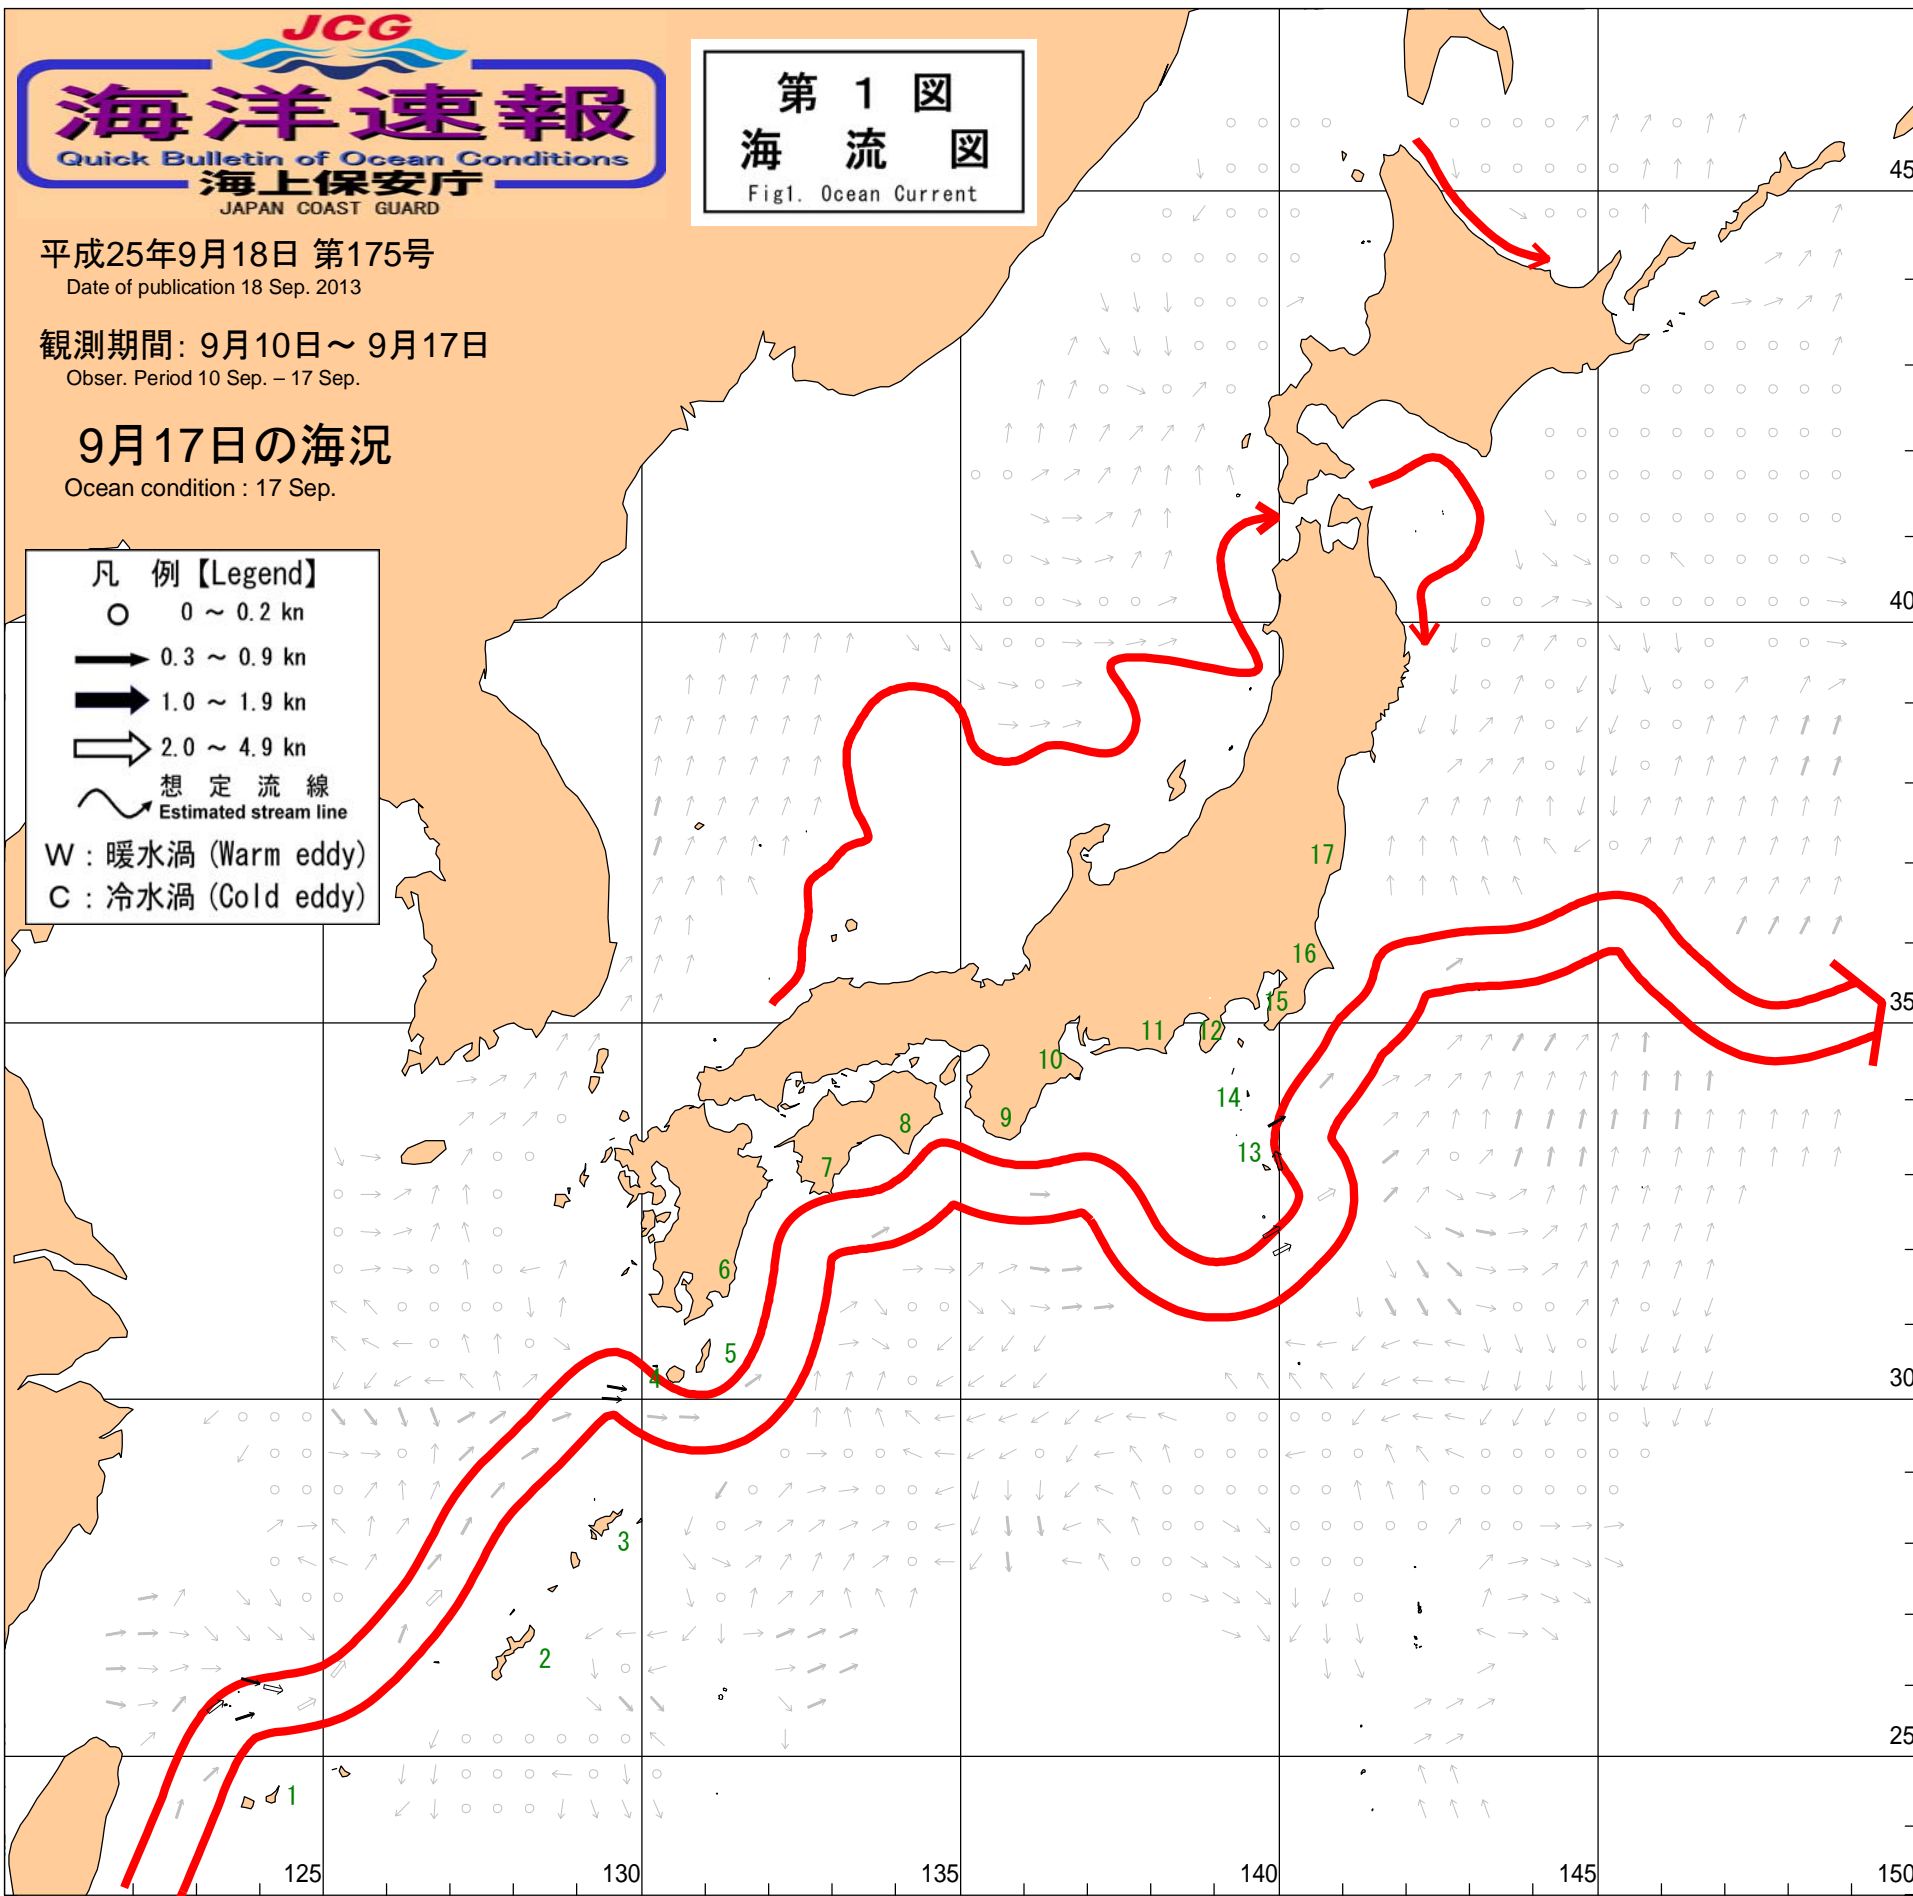 JCG
海洋速報
Quick Bulletin of Ocean Conditions
海上保安庁
JAPAN COAST GUARD
第 1 図
海 流 図
Fig1. Ocean Current
平成25年9月18日 第175号
Date of publication 18 Sep. 2013
観測期間: 9月10日～ 9月17日
Obser. Period 10 Sep. – 17 Sep.
9月17日の海況
Ocean condition : 17 Sep.
凡 例【Legend】
0 ～ 0.2 kn
0.3 ～ 0.9 kn
1.0 ～ 1.9 kn
2.0 ～ 4.9 kn
想 定 流 線
Estimated stream line
W : 暖水渦 (Warm eddy)
C : 冷水渦 (Cold eddy)
45
40
17
16
15
35
11
12
10
14
9
8
13
7
6
5
4
30
3
2
25
1
125
130
135
140
145
150